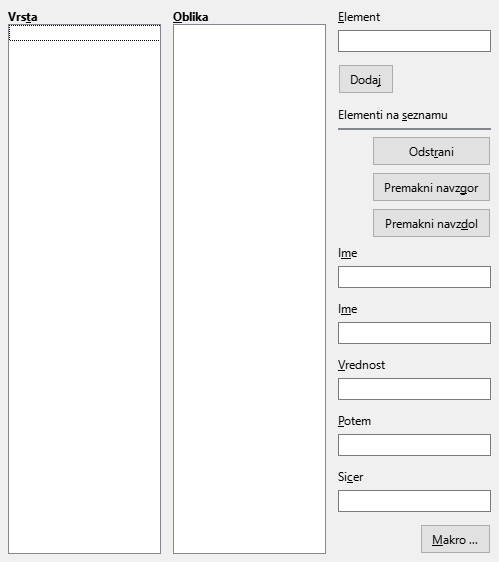 Vrsta
Oblika
Element
Dodaj
Elementi na seznamu
Odstrani
Premakni navzgor
Premakni navzdol
Ime
Ime
Vrednost
Potem
Sicer
Makro ...